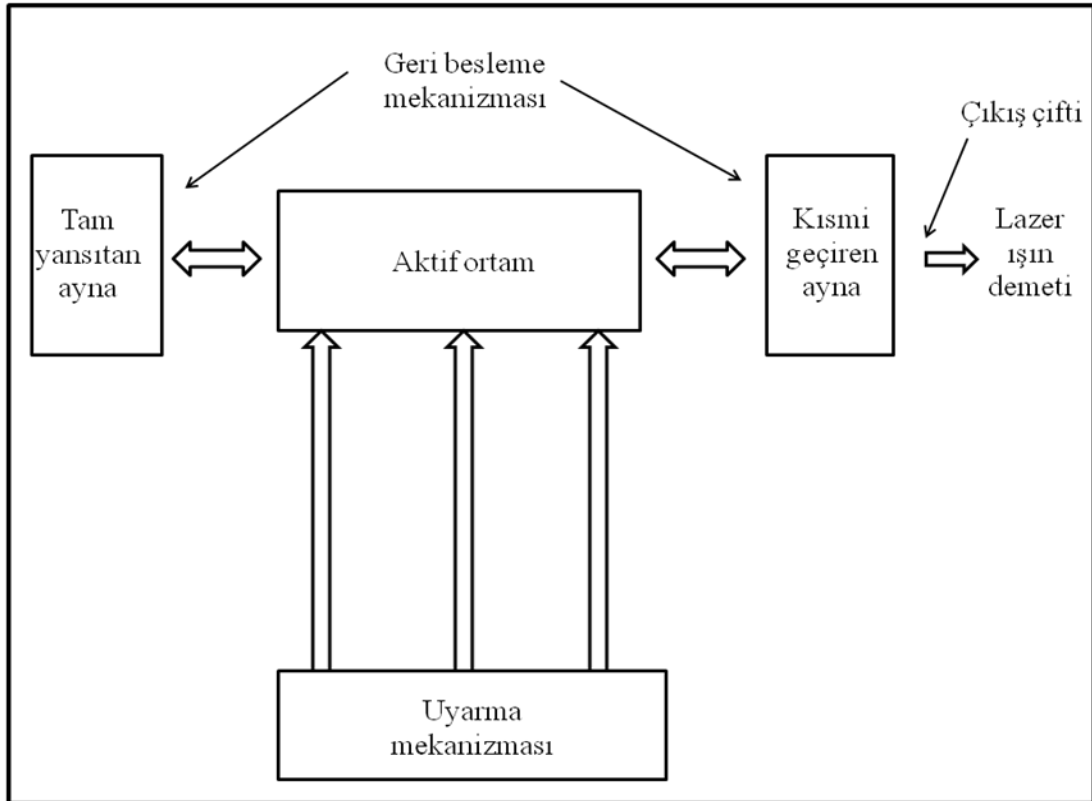 Geri besleme
mekanizması
Çıkış çifti
Tam
yansıtan
ayna
Aktif ortam
Kısmi
geçiren
ayna
Lazer
ışın
demeti
Uyarma
mekanizması